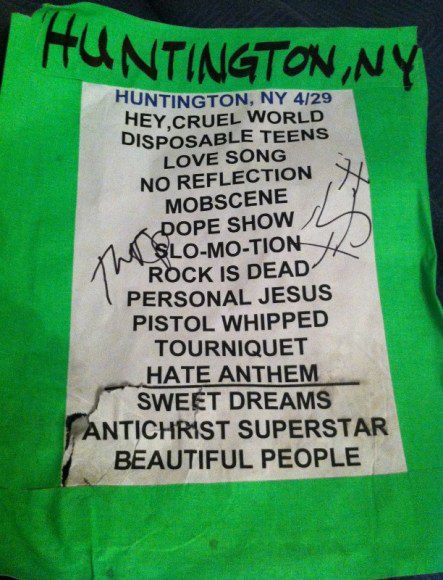 HUNTINGTON, NY
HUNTINGTON, NY 4/29
HEY,CRUEL WORLD
DISPOSABLE TEENS
LOVE SONG
NO REFLECTION
MOBSCENE
DOPE SHOW
SLO-MO-TION
ROCK IS DEAD
PERSONAL JESUS
PISTOL WHIPPED
TOURNIQUET
HATE ANTHEM
SWEET DREAMS
ANTICHRIST SUPERSTAR
BEAUTIFUL PEOPLE